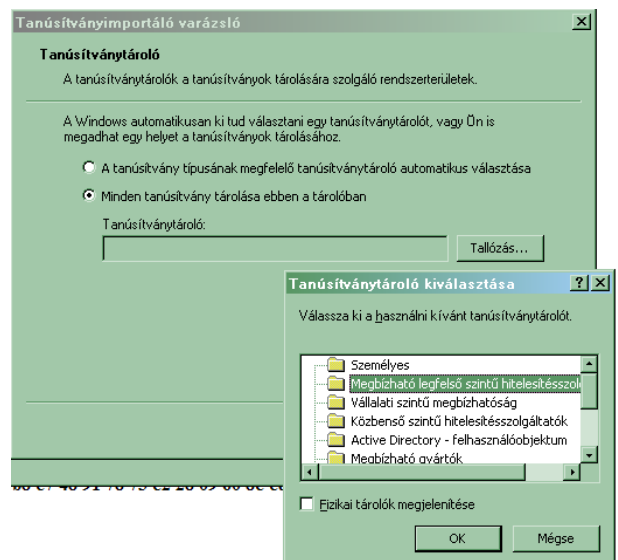 Tanúsítványimportáló varázsló
Tanúsítványtároló
A tanúsítványtárolók a tanúsítványok tárolására szolgáló rendszerterületek.
A Windows automatikusan ki tud választani egy tanúsítványtárolót, vagy Ön is
megadhat egy helyet a tanúsítványok tárolásához.
A tanúsítvány típusának megfelelő tanúsítványtároló automatikus választása
Minden tanúsítvány tárolása ebben a tárolóban
Tanúsítványtároló:
Tallózás...
Tanúsítványtároló kiválasztása
Válassza ki a használni kívánt tanúsítványtárolót.
Személyes
Megbízható legfelső szintű
Vállalati szintű megbízhatóság
Közbenső szintű hitelesítésszolgáltatók
Active Directory - felhasználóobjektum
Megbízható gyártók
Fizikai tárolók megjelenítése
OK
Mégse